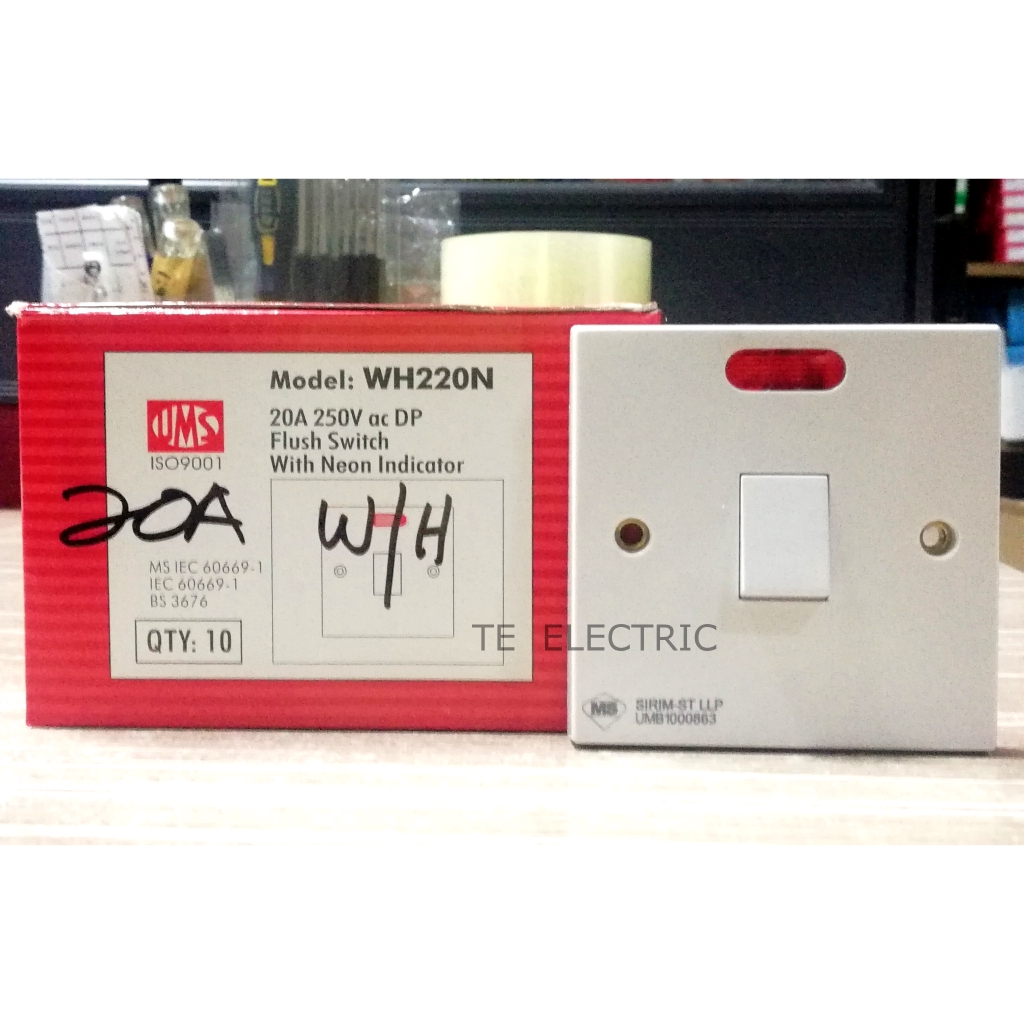 Model: WH220N
20A 250V ac DP
Flush Switch
With Neon Indicator
UMS
ISO9001
20A
W/H
MS IEC 60669-1
IEC 60669-1
BS 3676
QTY: 10
TE ELECTRIC
MS
SIRIM-ST LLP
UMB1000863